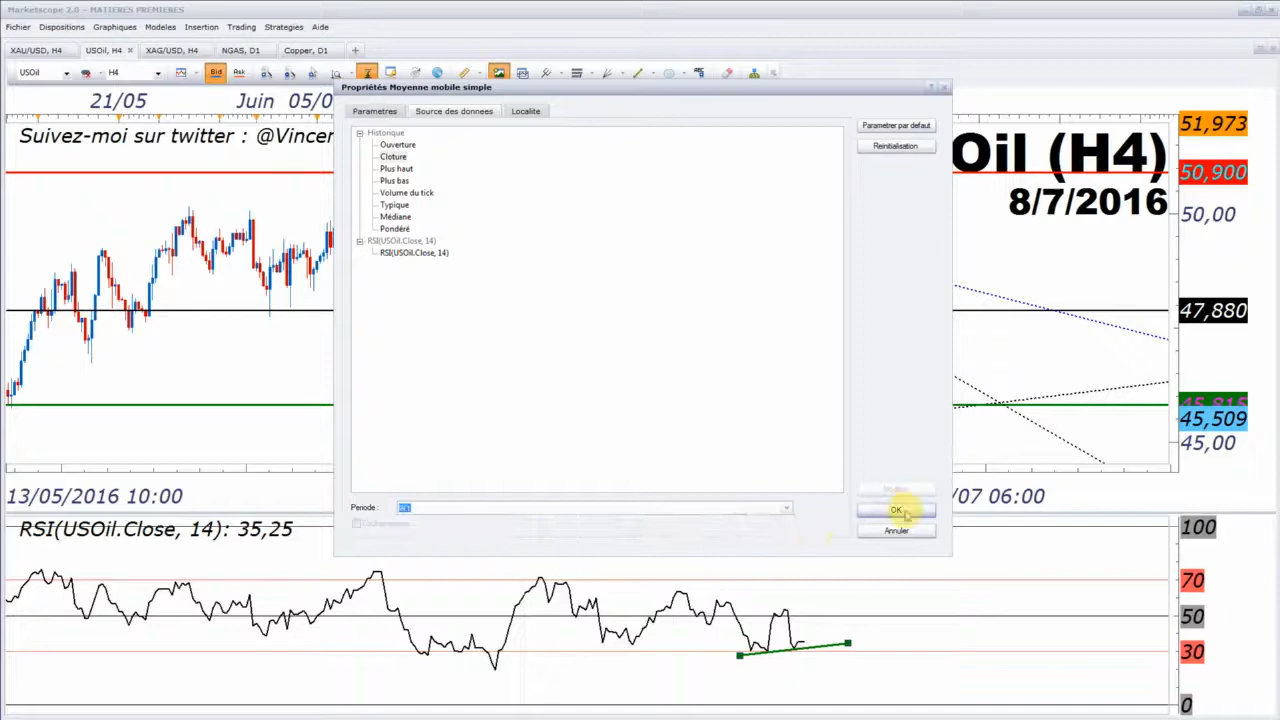 Marketscope 2.0 - MATIERES PREMIERES
Fichier Dispositions Graphiques Modeles Insertion Trading Strategies Aide
XAU/USD, H4 USOil, H4 XAG/USD, H4 NGAS, D1 Copper, D1
USOil H4 Bid Ask
Propriétés Moyenne mobile simple
Parametres Source des donnees Localite
Historique
Ouverture
Cloture
Plus haut
Plus bas
Volume du tick
Typique
Médiane
Pondéré
RSI(USOil.Close, 14)
RSI(USOil.Close, 14)
Parametrer par defaut
Reinitialisation
Periode :
OK
Annuler
21/05 Juin 05/0
Suivez-moi sur twitter : @Vincen
Oil (H4)
8/7/2016
51,973
50,900
50,00
47,880
45,815
45,509
45,00
13/05/2016 10:00 /07 06:00
RSI(USOil.Close, 14): 35,25
100
70
50
30
0